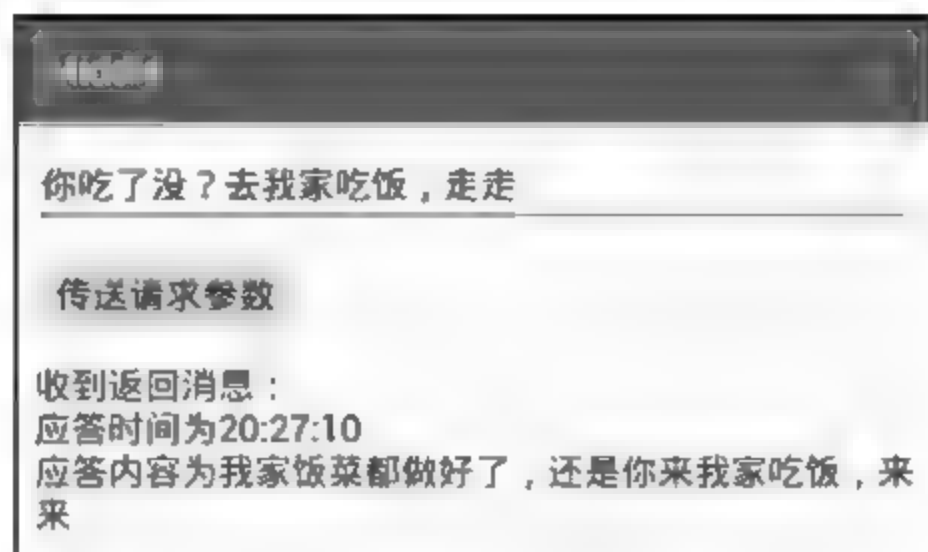 你吃了没？去我家吃饭，走走
传送请求参数
收到返回消息：
应答时间为20:27:10
应答内容为我家饭菜都做好了，还是你来我家吃饭，来
来